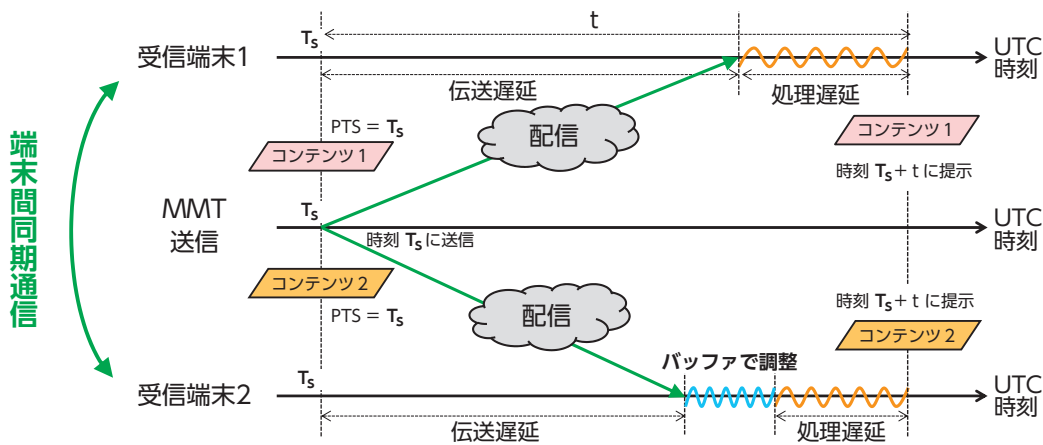 t
Ts
受信端末1
UTC
時刻
伝送遅延
処理遅延
PTS = Ts
配信
コンテンツ 1
コンテンツ 1
時刻 Ts + t に提示
端末間同期通信
MMT
送信
Ts
UTC
時刻
時刻 Ts に送信
コンテンツ 2
時刻 Ts + t に提示
PTS = Ts
配信
コンテンツ 2
バッファで調整
受信端末2
Ts
UTC
時刻
伝送遅延
処理遅延